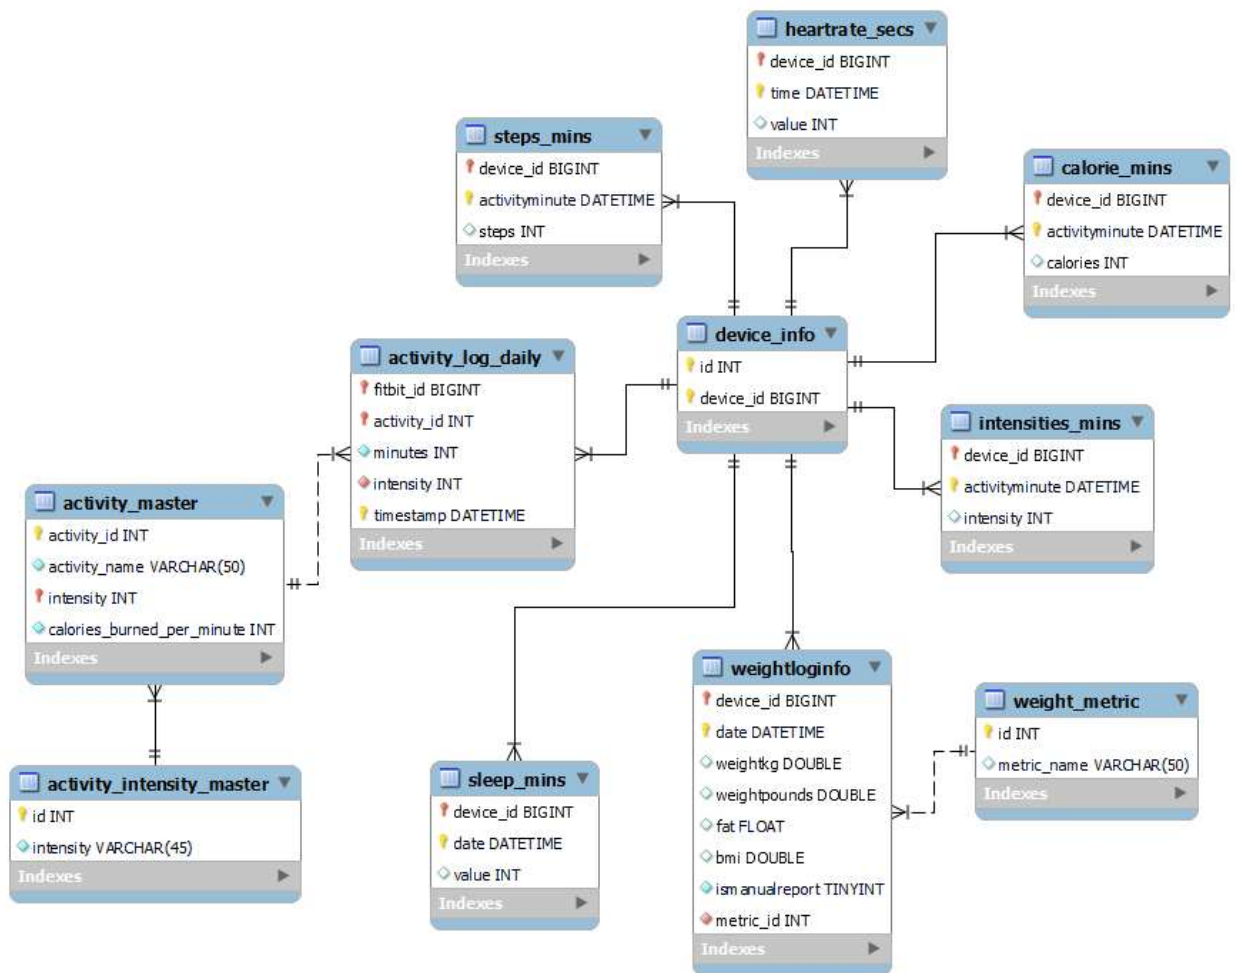 heartrate_secs
device_id BIGINT
time DATETIME
value INT
Indexes
steps_mins
device_id BIGINT
activityminute DATETIME
steps INT
Indexes
calorie_mins
device_id BIGINT
activityminute DATETIME
calories INT
Indexes
device_info
id INT
device_id BIGINT
Indexes
activity_log_daily
fitbit_id BIGINT
activity_id INT
minutes INT
intensity INT
timestamp DATETIME
Indexes
intensities_mins
device_id BIGINT
activityminute DATETIME
intensity INT
Indexes
activity_master
activity_id INT
activity_name VARCHAR(50)
intensity INT
calories_burned_per_minute INT
Indexes
weightloginfo
device_id BIGINT
date DATETIME
weightkg DOUBLE
weightpounds DOUBLE
fat FLOAT
bmi DOUBLE
ismanualreport TINYINT
metric_id INT
Indexes
weight_metric
id INT
metric_name VARCHAR(50)
Indexes
activity_intensity_master
id INT
intensity VARCHAR(45)
Indexes
sleep_mins
device_id BIGINT
date DATETIME
value INT
Indexes